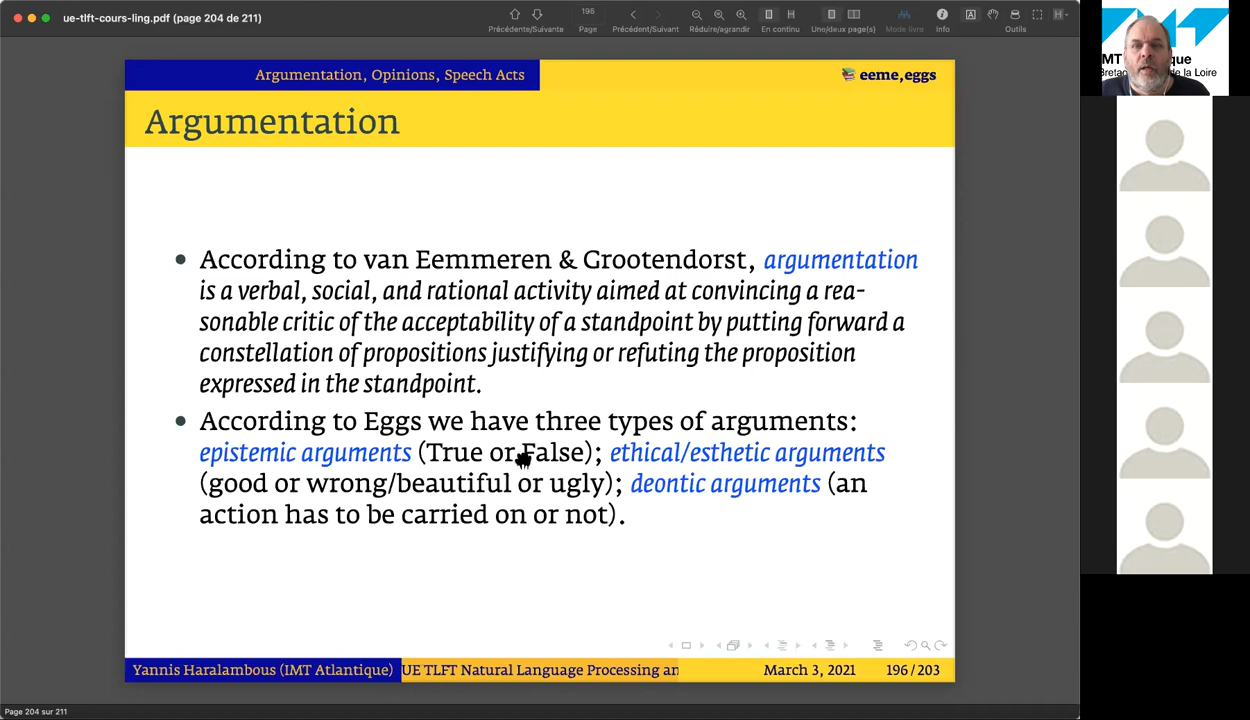 ue-tlft-cours-ling.pdf (page 204 de 211)
196
Précédente/Suivante
Page
Précédent/Suivant
Réduire/agrandir
En continu
Une/deux page(s)
Mode livre
Info
Outils
Argumentation, Opinions, Speech Acts
eeme,eggs
Argumentation
• According to van Eemmeren & Grootendorst, argumentation
is a verbal, social, and rational activity aimed at convincing a rea-
sonable critic of the acceptability of a standpoint by putting forward a
constellation of propositions justifying or refuting the proposition
expressed in the standpoint.
• According to Eggs we have three types of arguments:
epistemic arguments (True or False); ethical/esthetic arguments
(good or wrong/beautiful or ugly); deontic arguments (an
action has to be carried on or not).
Yannis Haralambous (IMT Atlantique)
UE TLFT Natural Language Processing an
March 3, 2021
196/203
Page 204 sur 211
de la Loire